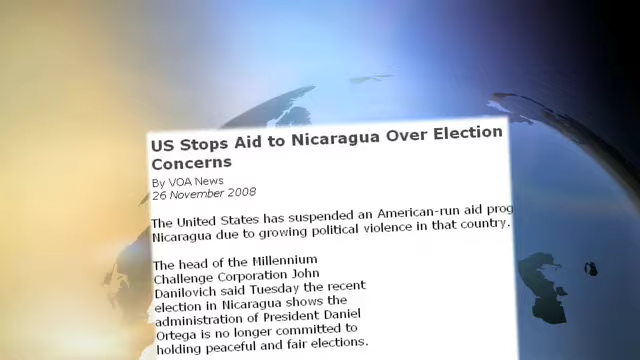 US Stops Aid to Nicaragua Over Election
Concerns
By VOA News
26 November 2008
The United States has suspended an American-run aid prog
Nicaragua due to growing political violence in that country.
The head of the Millennium
Challenge Corporation John
Danilovich said Tuesday the recent
election in Nicaragua shows the
administration of President Daniel
Ortega is no longer committed to
holding peaceful and fair elections.